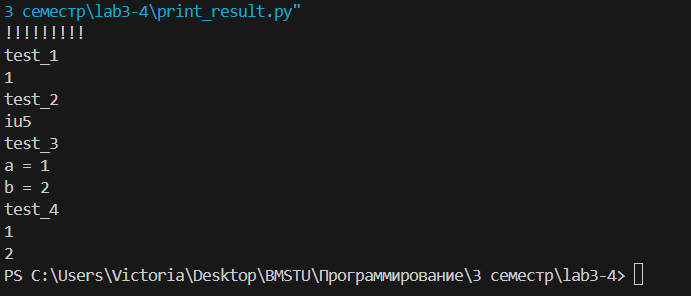 3 семестр\lab3-4\print_result.py"
!!!!!!!!!
test_1
1
test_2
iu5
test_3
a = 1
b = 2
test_4
1
2
PS C:\Users\Victoria\Desktop\BMSTU\Программирование\3 семестр\lab3-4>